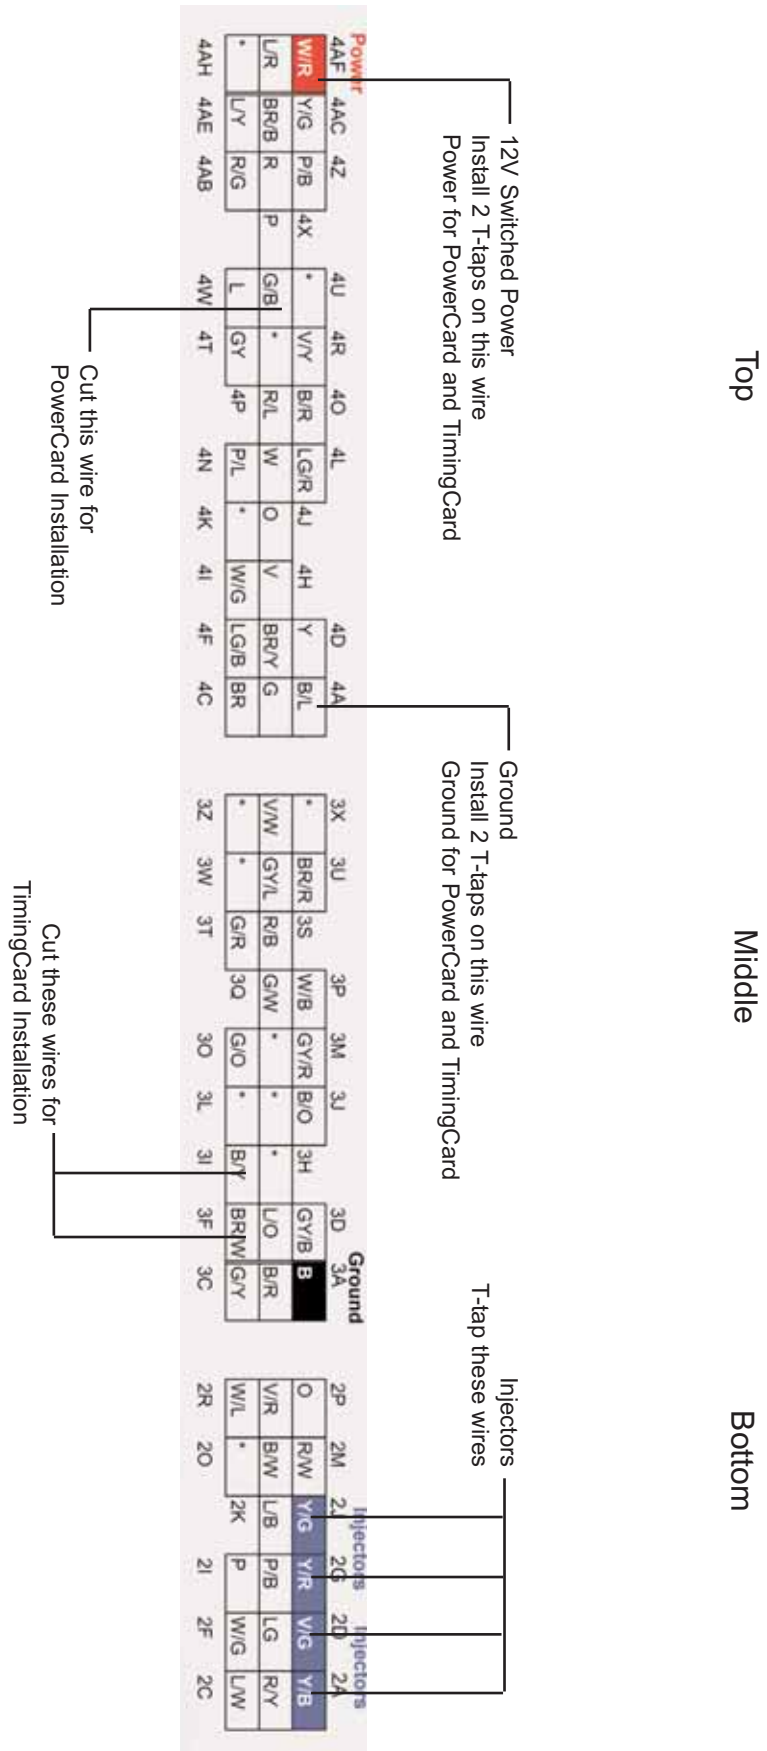 Top
Middle
Bottom
12V Switched Power
Install 2 T-taps on this wire
Power for PowerCard and TimingCard
Ground
Install 2 T-taps on this wire
Ground for PowerCard and TimingCard
Injectors
T-tap these wires
Power
Ground
Injectors
Injectors
4AF 4AC 4Z 4X 4U 4R 4O 4L 4J 4H 4D 4A
W/R Y/G P/B * V/Y B/R LG/R Y B/L
L/R BR/B R P G/B * R/L W O V BR/Y G
* L/Y R/G L GY 4P P/L * W/G LG/B BR
4AH 4AE 4AB 4W 4T 4N 4K 4I 4F 4C
3X 3U 3S 3P 3M 3J 3H 3D 3A
* BR/R W/B GY/R B/O GY/B B
V/W GY/L R/B G/W * * * L/O B/R
* * G/R 3Q G/O * B/Y BR/W G/Y
3Z 3W 3T 3O 3L 3I 3F 3C
2P 2M 2J 2G 2D 2A
O R/W Y/G Y/R V/G Y/B
V/R B/W L/B P/B LG R/Y
W/L * 2K P W/G L/W
2R 2O 2I 2F 2C
Cut this wire for
PowerCard Installation
Cut these wires for
TimingCard Installation